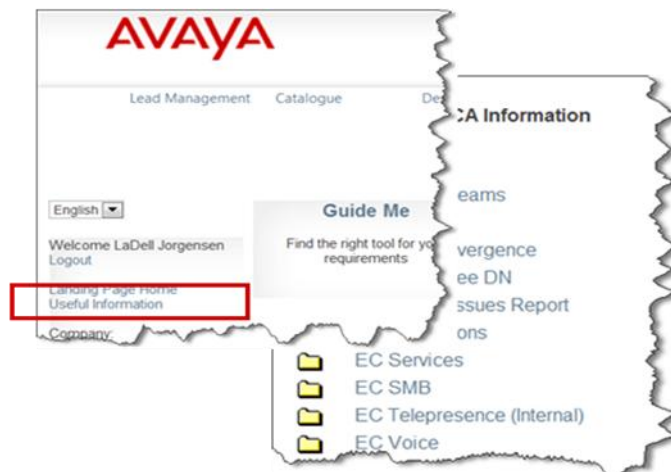 AVAYA
Lead Management Catalogue
English
Guide Me
Welcome LaDell Jorgensen
Logout
Find the right tool for
requirements
Landing Page Home
Useful Information
Company:
CA Information
eams
vergence
ee DN
ssues Report
ons
EC Services
EC SMB
EC Telepresence (Internal)
EC Voice